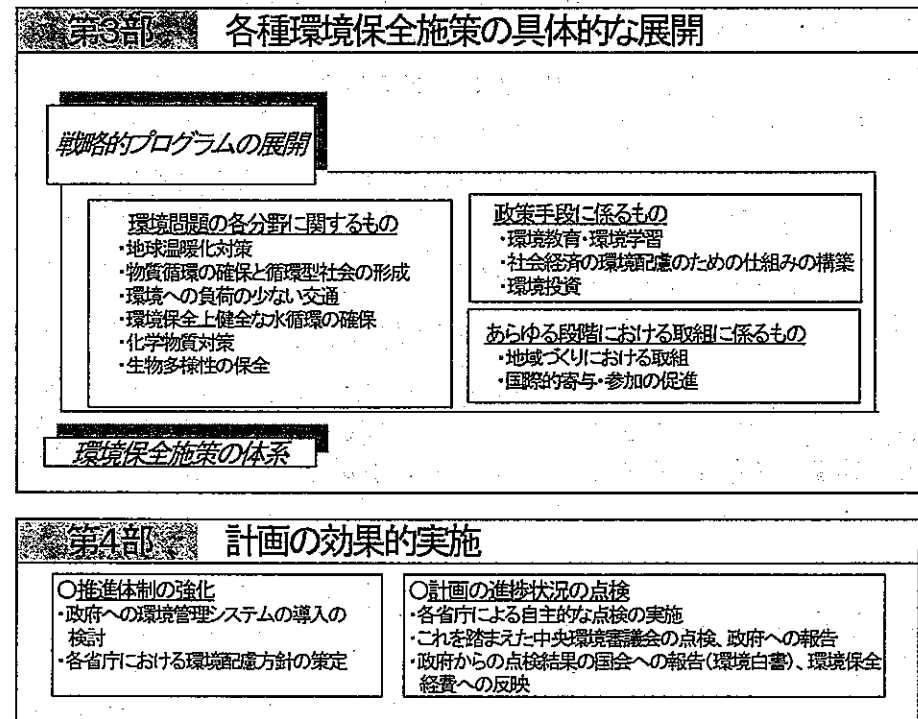 第3部 各種環境保全施策の具体的な展開
戦略的プログラムの展開
環境問題の各分野に関するもの
・地球温暖化対策
・物質循環の確保と循環型社会の形成
・環境への負荷の少ない交通
・環境保全上健全な水循環の確保
・化学物質対策
・生物多様性の保全
政策手段に係るもの
・環境教育・環境学習
・社会経済の環境配慮のための仕組みの構築
・環境投資
あらゆる段階における取組に係るもの
・地域づくりにおける取組
・国際的寄与・参加の促進
環境保全施策の体系
第4部 計画の効果的実施
○推進体制の強化
・政府への環境管理システムの導入の
検討
・各省庁における環境配慮方針の策定
○計画の進捗状況の点検
・各省庁による自主的な点検の実施
・これを踏まえた中央環境審議会の点検、政府への報告
・政府からの点検結果の国会への報告(環境白書)、環境保全
経費への反映